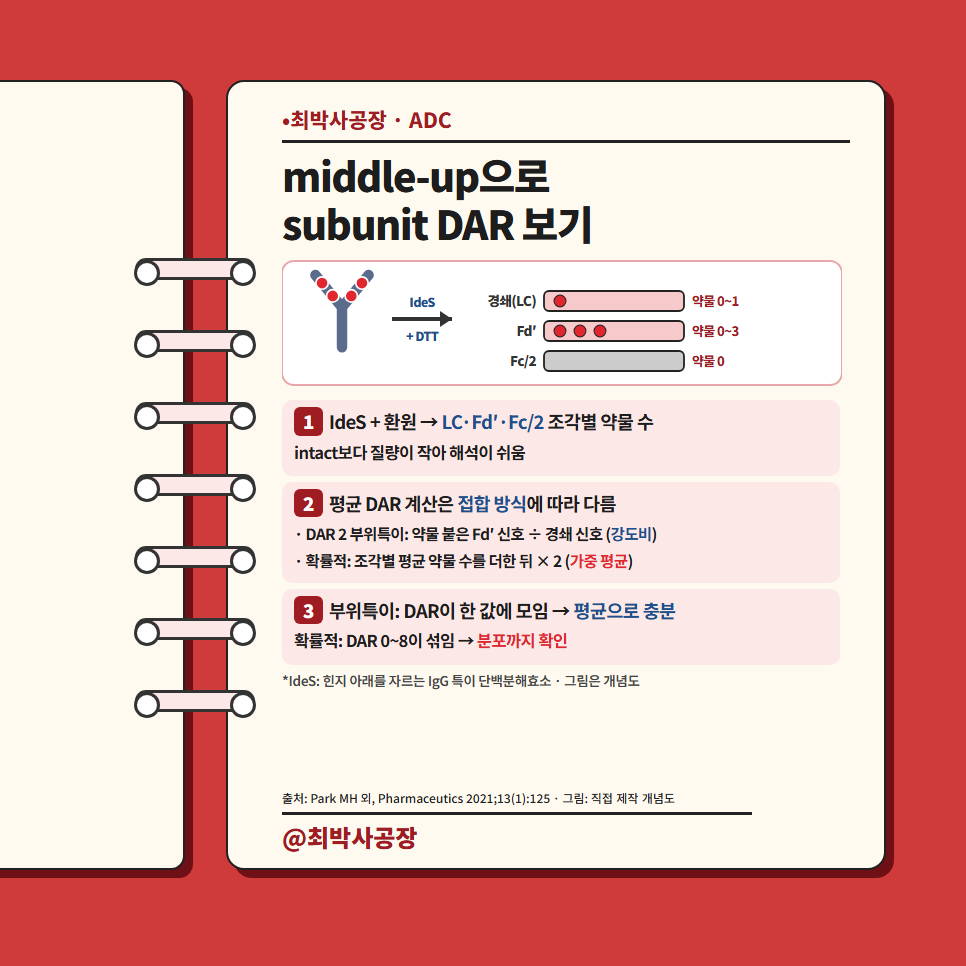 •최박사공장 · ADC
middle-up으로
subunit DAR 보기
IdeS
+ DTT
경쇄(LC) 약물 0~1
Fd′ 약물 0~3
Fc/2 약물 0
1 IdeS + 환원 → LC·Fd′·Fc/2 조각별 약물 수
intact보다 질량이 작아 해석이 쉬움
2 평균 DAR 계산은 접합 방식에 따라 다름
· DAR 2 부위특이: 약물 붙은 Fd′ 신호 ÷ 경쇄 신호 (강도비)
· 확률적: 조각별 평균 약물 수를 더한 뒤 × 2 (가중 평균)
3 부위특이: DAR이 한 값에 모임 → 평균으로 충분
확률적: DAR 0~8이 섞임 → 분포까지 확인
*IdeS: 힌지 아래를 자르는 IgG 특이 단백분해효소 · 그림은 개념도
출처: Park MH 외, Pharmaceutics 2021;13(1):125 · 그림: 직접 제작 개념도
@최박사공장